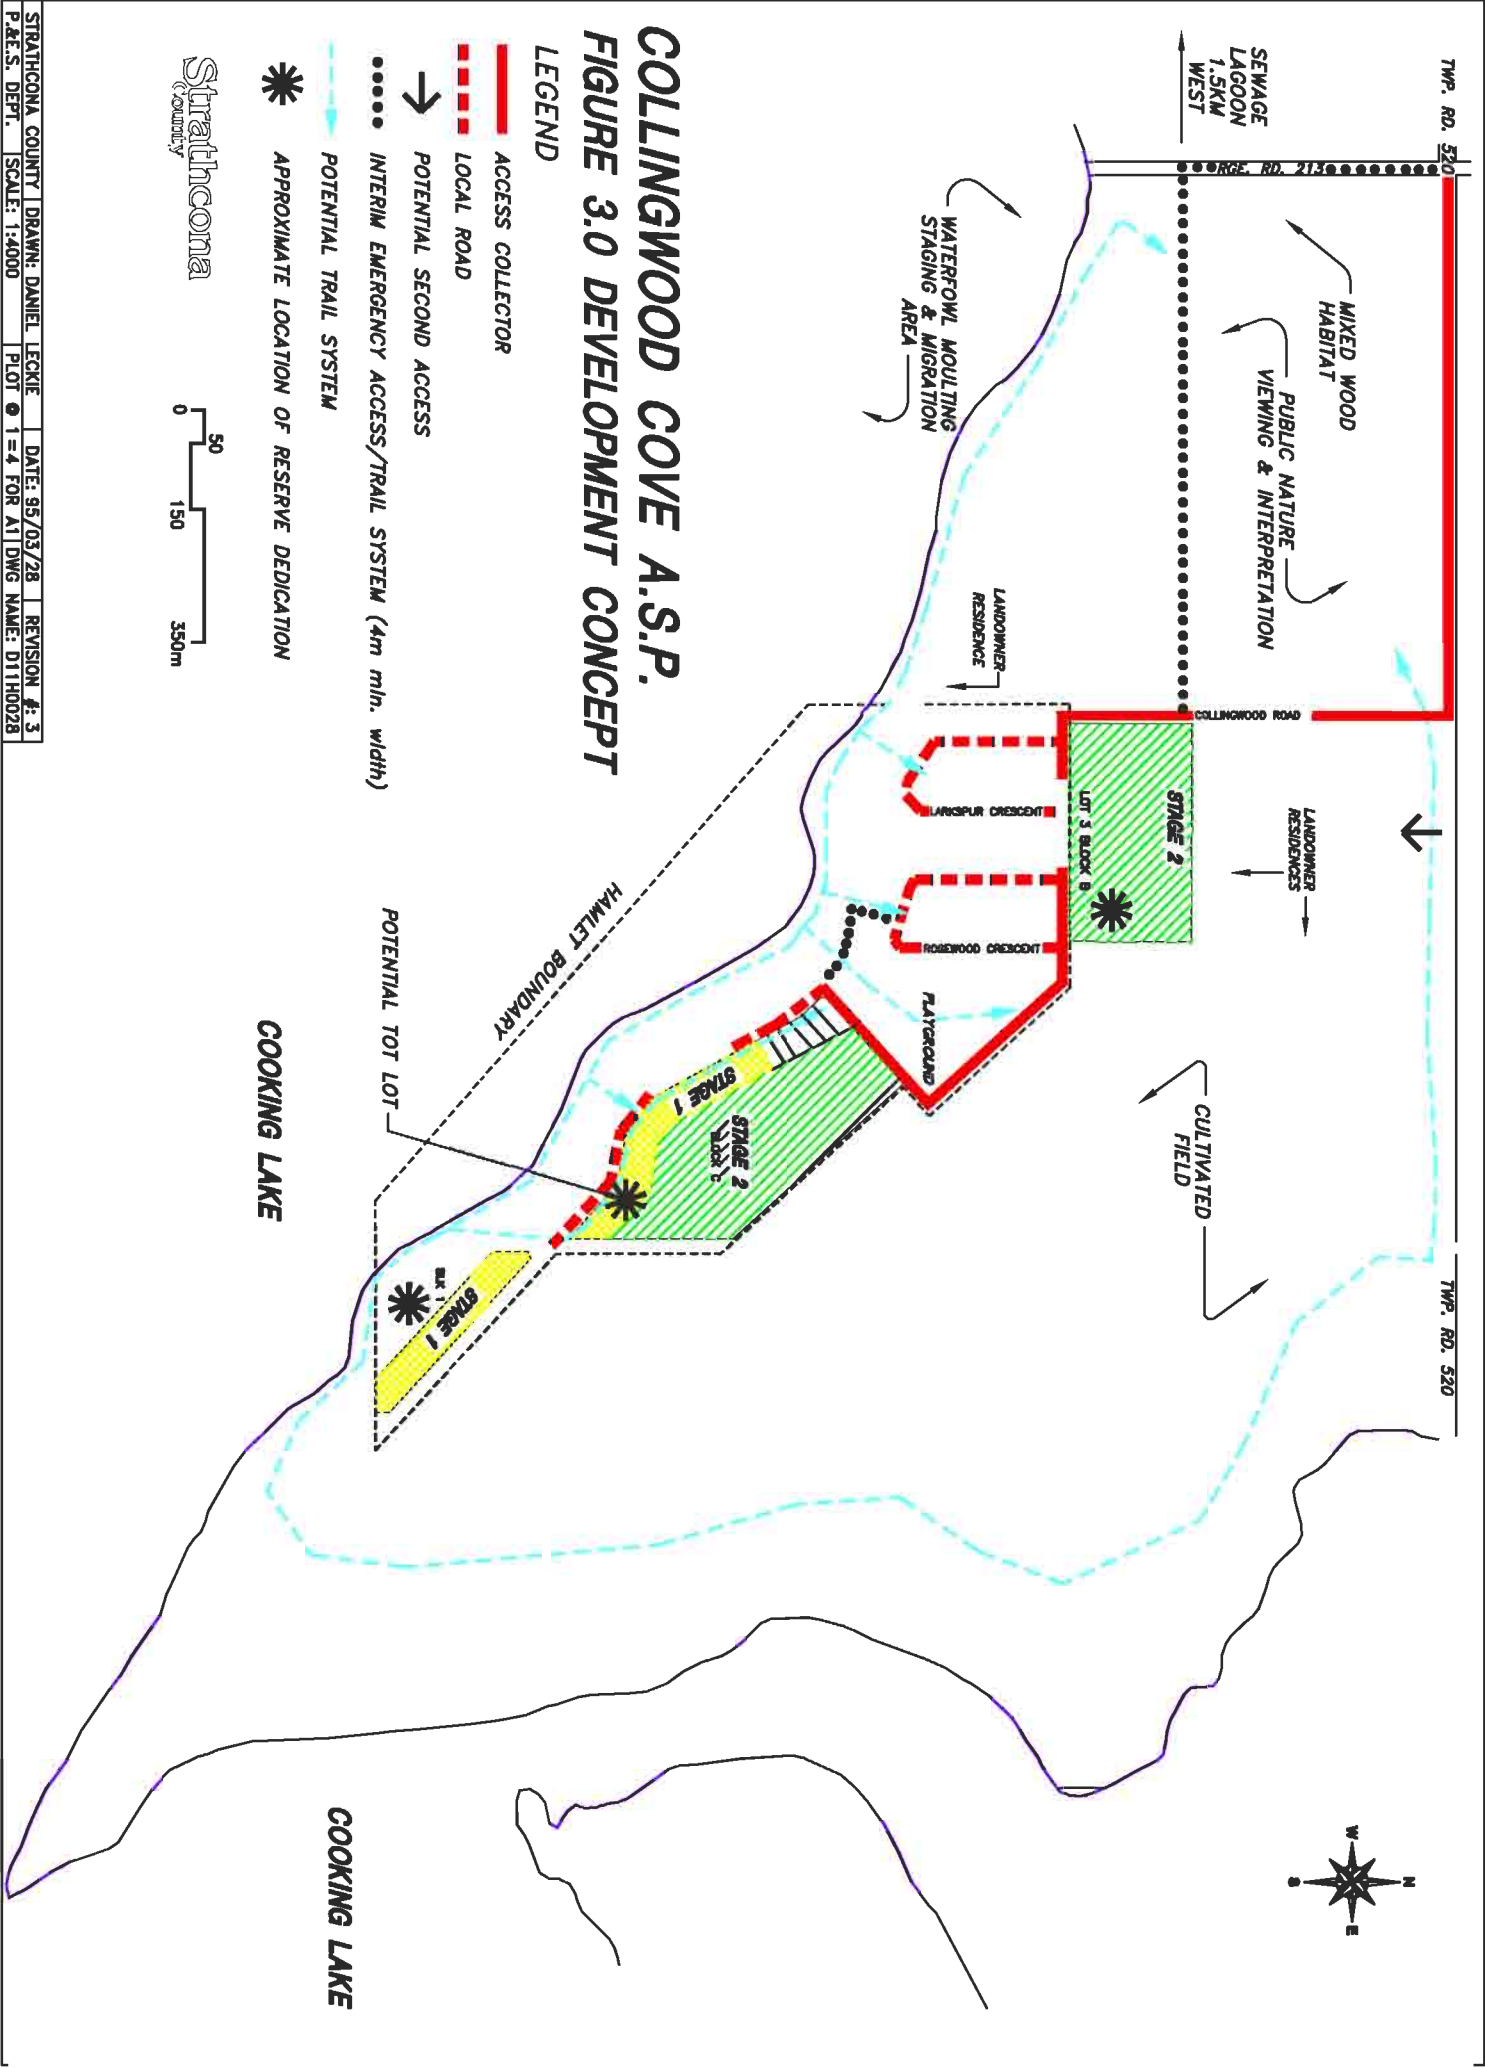 TWP. RD. 520
TWP. RD. 520
SEWAGE
LAGOON
1.5KM
WEST
RGE. RD. 213
MIXED WOOD
HABITAT
PUBLIC NATURE
VIEWING & INTERPRETATION
WATERFOWL MOULTING
STAGING & MIGRATION
AREA
LANDOWNER
RESIDENCE
COLLINGWOOD ROAD
LANDOWNER
RESIDENCES
STAGE 2
LOT 3 BLOCK B
LARKSPUR CRESCENT
ROSEWOOD CRESCENT
PLAYGROUND
CULTIVATED
FIELD
STAGE 1
STAGE 2
BLOCK C
HAMLET BOUNDARY
POTENTIAL TOT LOT
BLK 1
STAGE 1
COOKING LAKE
COOKING LAKE
N
W
E
S
COLLINGWOOD COVE A.S.P.
FIGURE 3.0 DEVELOPMENT CONCEPT
LEGEND
ACCESS COLLECTOR
LOCAL ROAD
POTENTIAL SECOND ACCESS
INTERIM EMERGENCY ACCESS/TRAIL SYSTEM (4m min. width)
POTENTIAL TRAIL SYSTEM
APPROXIMATE LOCATION OF RESERVE DEDICATION
Strathcona
County
0 50 150 350m
STRATHCONA COUNTY DRAWN: DANIEL LECKIE DATE: 95/03/28 REVISION #: 3
P.&E.S. DEPT. SCALE: 1:4000 PLOT @ 1=4 FOR A1 DWG NAME: D11H0028